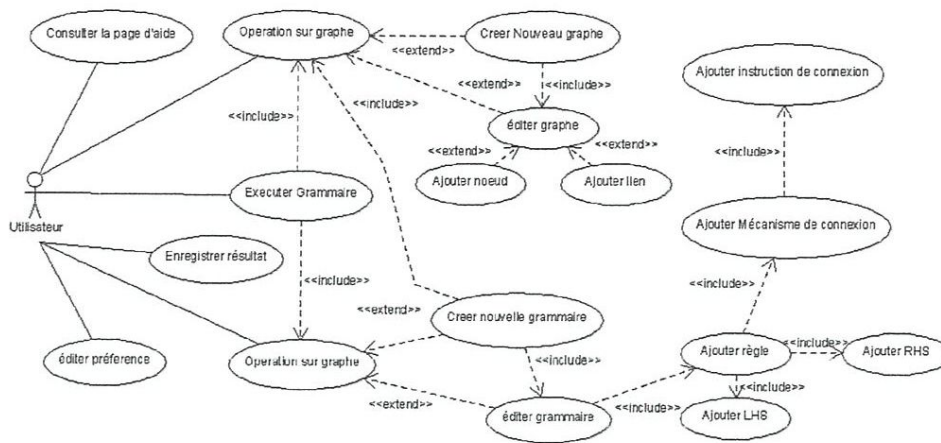 Consulter la page d'aide
Operation sur graphe
Creer Nouveau graphe
<<extend>>
<<extend>>
<<include>>
<<include>>
<<include>>
éditer graphe
<<extend>>
<<extend>>
Ajouter noeud
Ajouter lien
Ajouter instruction de connexion
<<include>>
Ajouter Mécanisme de connexion
<<include>>
Executer Grammaire
Utilisateur
Enregistrer résultat
<<include>>
<<extend>>
Creer nouvelle grammaire
éditer préference
Operation sur graphe
<<include>>
<<extend>>
éditer grammaire
<<include>>
Ajouter règle
<<include>>
Ajouter RHS
<<include>>
Ajouter LHS